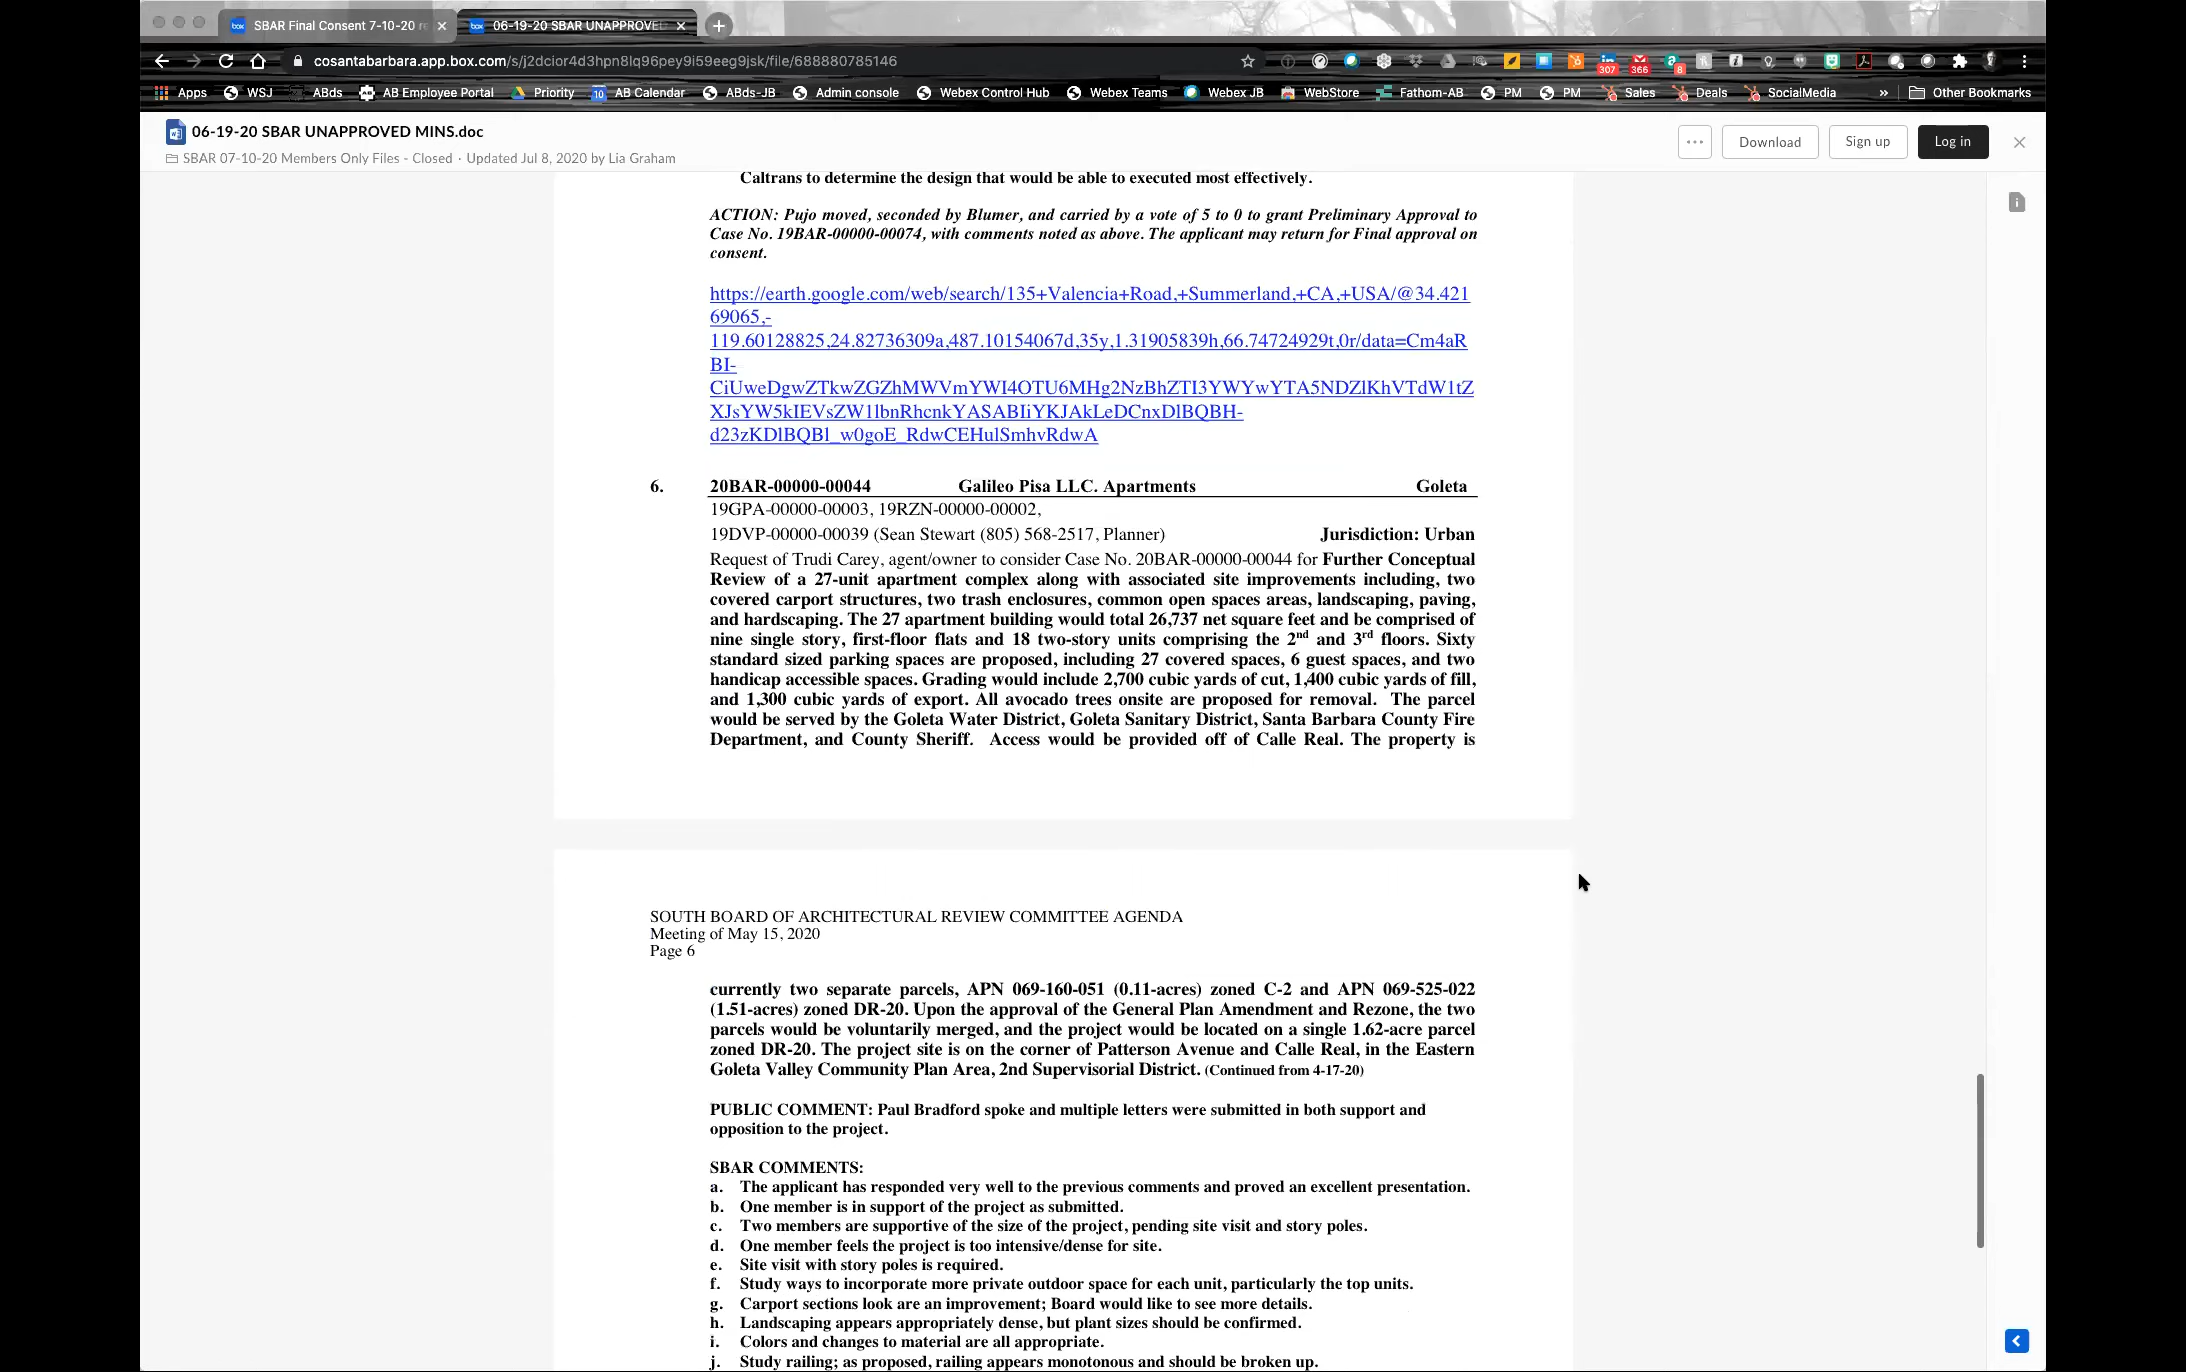 SBAR Final Consent 7-10-20 re
06-19-20 SBAR UNAPPROVE
cosantabarbara.app.box.com/s/j2dcior4d3hpn8lq96pey9i59eeg9jsk/file/688880785146
307 366 8
Apps WSJ ABds AB Employee Portal Priority 10 AB Calendar ABds-JB Admin console Webex Control Hub Webex Teams Webex JB WebStore Fathom-AB PM PM Sales Deals SocialMedia » Other Bookmarks
06-19-20 SBAR UNAPPROVED MINS.doc
SBAR 07-10-20 Members Only Files - Closed · Updated Jul 8, 2020 by Lia Graham
Download
Sign up
Log in
Caltrans to determine the design that would be able to executed most effectively.
ACTION: Pujo moved, seconded by Blumer, and carried by a vote of 5 to 0 to grant Preliminary Approval to
Case No. 19BAR-00000-00074, with comments noted as above. The applicant may return for Final approval on
consent.
https://earth.google.com/web/search/135+Valencia+Road,+Summerland,+CA,+USA/@34.421
69065,-
119.60128825,24.82736309a,487.10154067d,35y,1.31905839h,66.74724929t,0r/data=Cm4aR
BI-
CiUweDgwZTkwZGZhMWVmYWI4OTU6MHg2NzBhZTI3YWYwYTA5NDZlKhVTdW1tZ
XJsYW5kIEVsZW1lbnRhcnkYASABIiYKJAkLeDCnxDlBQBH-
d23zKDlBQBl_w0goE_RdwCEHulSmhvRdwA
6. 20BAR-00000-00044 Galileo Pisa LLC. Apartments Goleta
19GPA-00000-00003, 19RZN-00000-00002,
19DVP-00000-00039 (Sean Stewart (805) 568-2517, Planner) Jurisdiction: Urban
Request of Trudi Carey, agent/owner to consider Case No. 20BAR-00000-00044 for Further Conceptual
Review of a 27-unit apartment complex along with associated site improvements including, two
covered carport structures, two trash enclosures, common open spaces areas, landscaping, paving,
and hardscaping. The 27 apartment building would total 26,737 net square feet and be comprised of
nine single story, first-floor flats and 18 two-story units comprising the 2nd and 3rd floors. Sixty
standard sized parking spaces are proposed, including 27 covered spaces, 6 guest spaces, and two
handicap accessible spaces. Grading would include 2,700 cubic yards of cut, 1,400 cubic yards of fill,
and 1,300 cubic yards of export. All avocado trees onsite are proposed for removal. The parcel
would be served by the Goleta Water District, Goleta Sanitary District, Santa Barbara County Fire
Department, and County Sheriff. Access would be provided off of Calle Real. The property is
SOUTH BOARD OF ARCHITECTURAL REVIEW COMMITTEE AGENDA
Meeting of May 15, 2020
Page 6
currently two separate parcels, APN 069-160-051 (0.11-acres) zoned C-2 and APN 069-525-022
(1.51-acres) zoned DR-20. Upon the approval of the General Plan Amendment and Rezone, the two
parcels would be voluntarily merged, and the project would be located on a single 1.62-acre parcel
zoned DR-20. The project site is on the corner of Patterson Avenue and Calle Real, in the Eastern
Goleta Valley Community Plan Area, 2nd Supervisorial District. (Continued from 4-17-20)
PUBLIC COMMENT: Paul Bradford spoke and multiple letters were submitted in both support and
opposition to the project.
SBAR COMMENTS:
a. The applicant has responded very well to the previous comments and proved an excellent presentation.
b. One member is in support of the project as submitted.
c. Two members are supportive of the size of the project, pending site visit and story poles.
d. One member feels the project is too intensive/dense for site.
e. Site visit with story poles is required.
f. Study ways to incorporate more private outdoor space for each unit, particularly the top units.
g. Carport sections look are an improvement; Board would like to see more details.
h. Landscaping appears appropriately dense, but plant sizes should be confirmed.
i. Colors and changes to material are all appropriate.
j. Study railing; as proposed, railing appears monotonous and should be broken up.